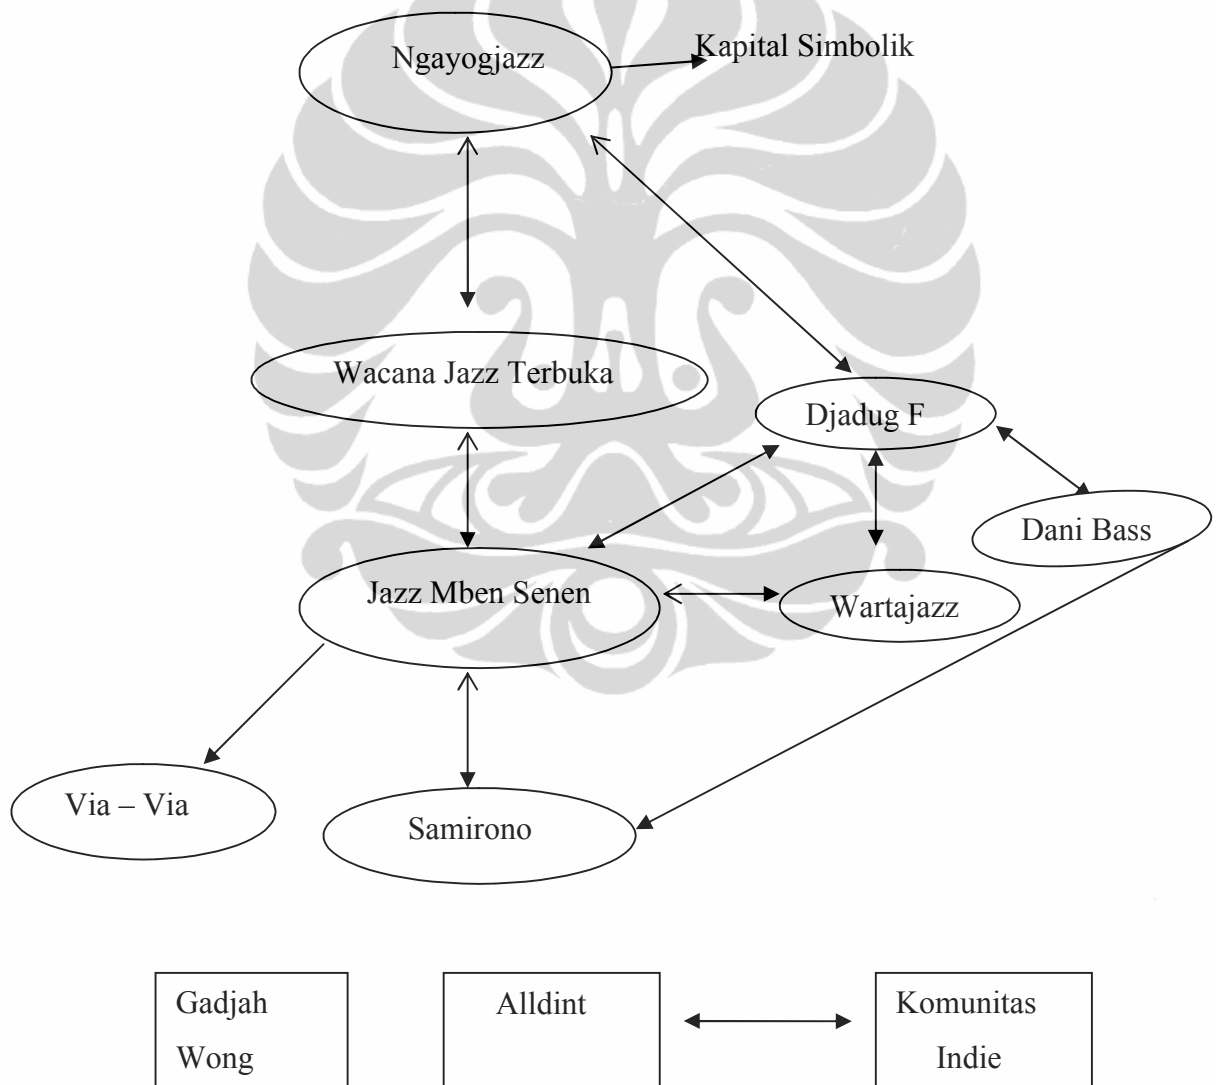 Ngayogjazz
Kapital Simbolik
Wacana Jazz Terbuka
Djadug F
Dani Bass
Jazz Mben Senen
Wartajazz
Via – Via
Samirono
Gadjah
Wong
Alldint
Komunitas
Indie